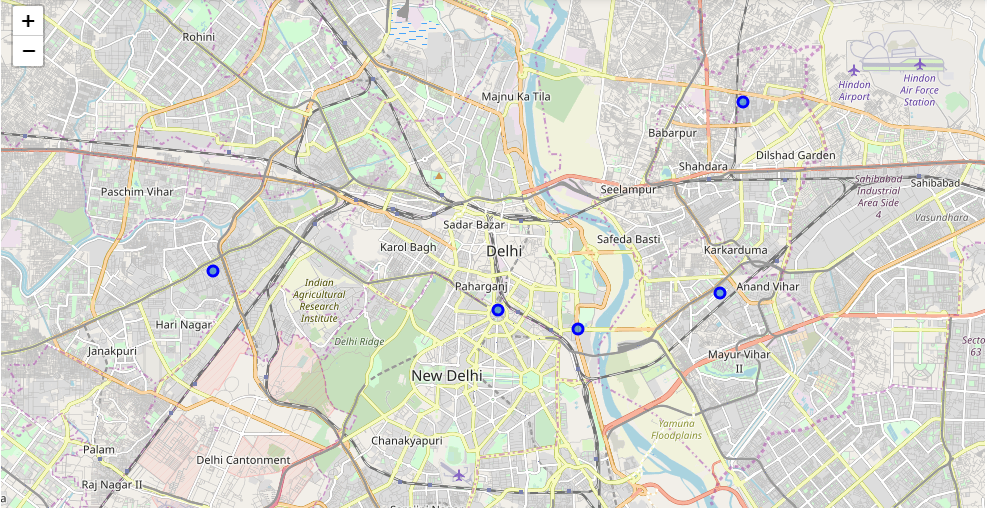 +
Rohini
−
Hindon
Airport
Hindon
Air Force
Station
Majnu Ka Tila
Babarpur
Dilshad Garden
Shahdara
Paschim Vihar
Seelampur
Sahibabad
Industrial
Area Side
4
Sahibabad
Vasundhara
Sadar Bazar
Karol Bagh
Delhi
Safeda Basti
Karkarduma
Indian
Agricultural
Research
Institute
Paharganj
Anand Vihar
Hari Nagar
Delhi Ridge
Janakpuri
Mayur Vihar
II
63
New Delhi
Yamuna
Floodplains
Chanakyapuri
Palam
Delhi Cantonment
Raj Nagar II
a